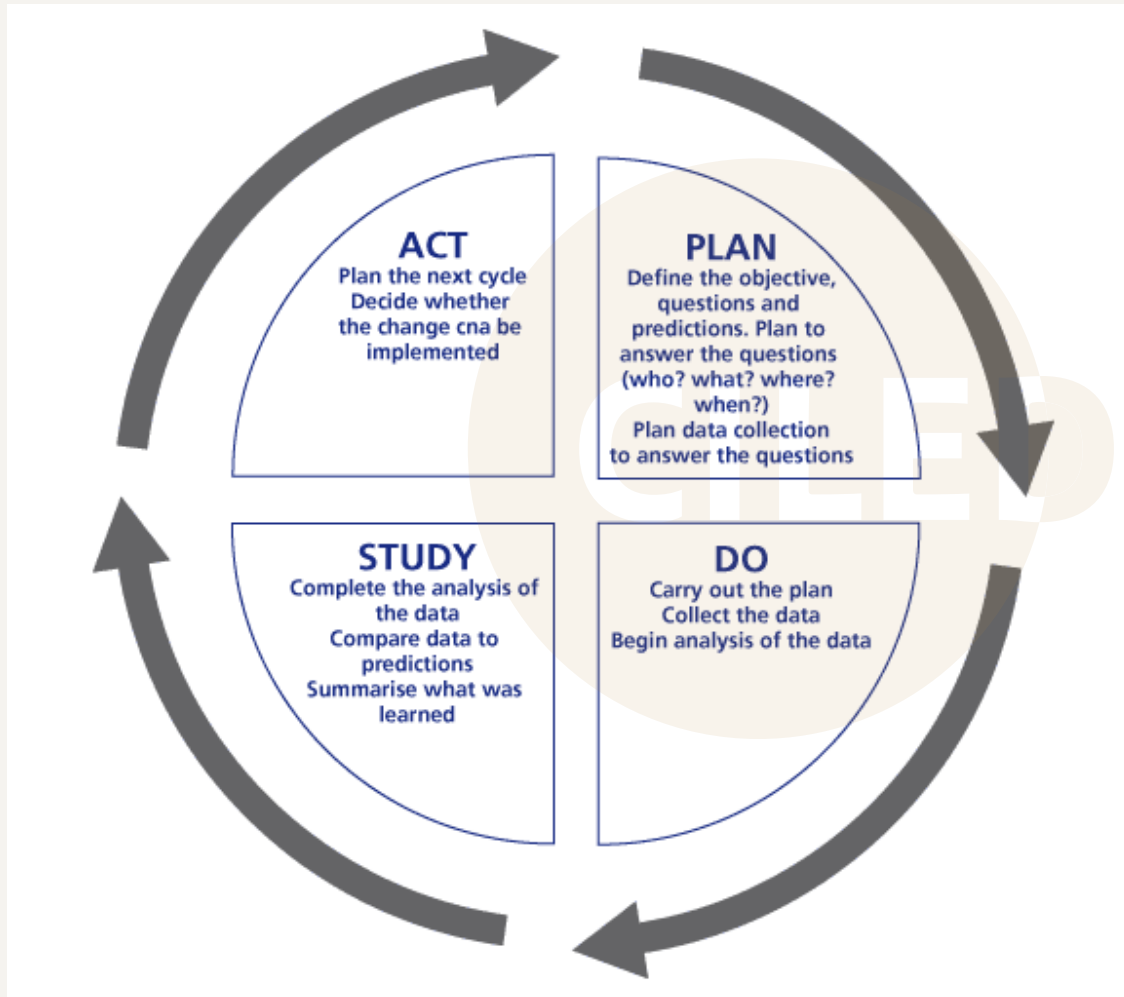 ACT
Plan the next cycle
Decide whether
the change cna be
implemented
PLAN
Define the objective,
questions and
predictions. Plan to
answer the questions
(who? what? where?
when?)
Plan data collection
to answer the questions
STUDY
Complete the analysis of
the data
Compare data to
predictions
Summarise what was
learned
DO
Carry out the plan
Collect the data
Begin analysis of the data
CILED